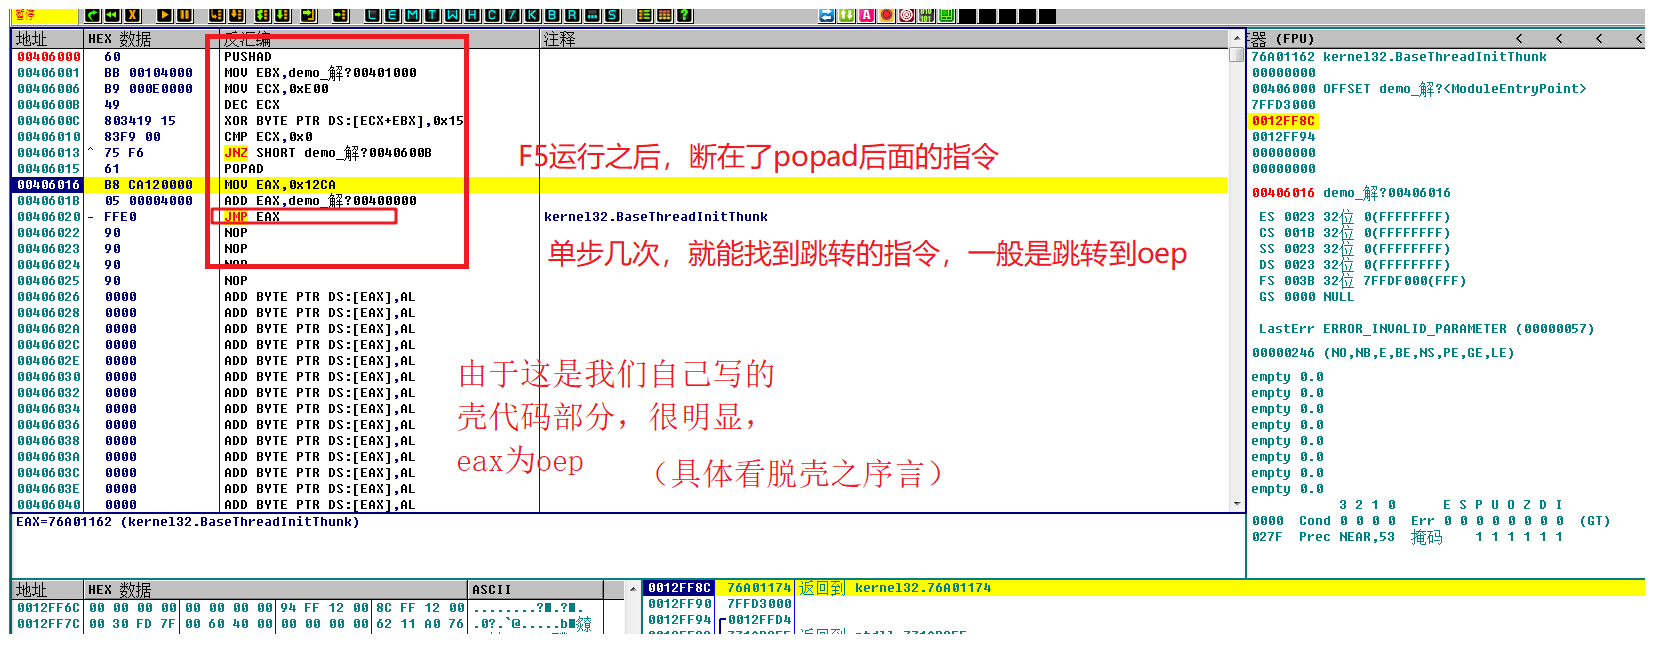 暂停
L E M T W H C / K B R ... S
?
A
地址 HEX 数据 反汇编 注释
00406000 60 PUSHAD
00406001 BB 00104000 MOV EBX,demo_解?00401000
00406006 B9 000E0000 MOV ECX,0xE00
0040600B 49 DEC ECX
0040600C 803419 15 XOR BYTE PTR DS:[ECX+EBX],0x15
00406010 83F9 00 CMP ECX,0x0
00406013 ^ 75 F6 JNZ SHORT demo_解?0040600B
00406015 61 POPAD
00406016 B8 CA120000 MOV EAX,0x12CA
0040601B 05 00004000 ADD EAX,demo_解?00400000
00406020 - FFE0 JMP EAX kernel32.BaseThreadInitThunk
00406022 90 NOP
00406023 90 NOP
00406024 90 NOP
00406025 90 NOP
00406026 0000 ADD BYTE PTR DS:[EAX],AL
00406028 0000 ADD BYTE PTR DS:[EAX],AL
0040602A 0000 ADD BYTE PTR DS:[EAX],AL
0040602C 0000 ADD BYTE PTR DS:[EAX],AL
0040602E 0000 ADD BYTE PTR DS:[EAX],AL
00406030 0000 ADD BYTE PTR DS:[EAX],AL
00406032 0000 ADD BYTE PTR DS:[EAX],AL
00406034 0000 ADD BYTE PTR DS:[EAX],AL
00406036 0000 ADD BYTE PTR DS:[EAX],AL
00406038 0000 ADD BYTE PTR DS:[EAX],AL
0040603A 0000 ADD BYTE PTR DS:[EAX],AL
0040603C 0000 ADD BYTE PTR DS:[EAX],AL
0040603E 0000 ADD BYTE PTR DS:[EAX],AL
00406040 0000 ADD BYTE PTR DS:[EAX],AL
F5运行之后，断在了popad后面的指令
单步几次，就能找到跳转的指令，一般是跳转到oep
由于这是我们自己写的
壳代码部分，很明显，
eax为oep
（具体看脱壳之序言）
EAX=76A01162 (kernel32.BaseThreadInitThunk)
器 (FPU) < < < <
76A01162 kernel32.BaseThreadInitThunk
00000000
00406000 OFFSET demo_解?<ModuleEntryPoint>
7FFD3000
0012FF8C
0012FF94
00000000
00000000
00406016 demo_解?00406016
ES 0023 32位 0(FFFFFFFF)
CS 001B 32位 0(FFFFFFFF)
SS 0023 32位 0(FFFFFFFF)
DS 0023 32位 0(FFFFFFFF)
FS 003B 32位 7FFDF000(FFF)
GS 0000 NULL
LastErr ERROR_INVALID_PARAMETER (00000057)
00000246 (NO,NB,E,BE,NS,PE,GE,LE)
empty 0.0
empty 0.0
empty 0.0
empty 0.0
empty 0.0
empty 0.0
empty 0.0
empty 0.0
3 2 1 0 E S P U O Z D I
0000 Cond 0 0 0 0 Err 0 0 0 0 0 0 0 0 (GT)
027F Prec NEAR,53 掩码 1 1 1 1 1 1
地址 HEX 数据 ASCII
0012FF6C 00 00 00 00 00 00 00 00 94 FF 12 00 8C FF 12 00 ........?■.?■.
0012FF7C 00 30 FD 7F 00 60 40 00 00 00 00 00 62 11 A0 76 .0?.`@.....b■
0012FF8C 76A01174 返回到 kernel32.76A01174
0012FF90 7FFD3000
0012FF94 0012FFD4